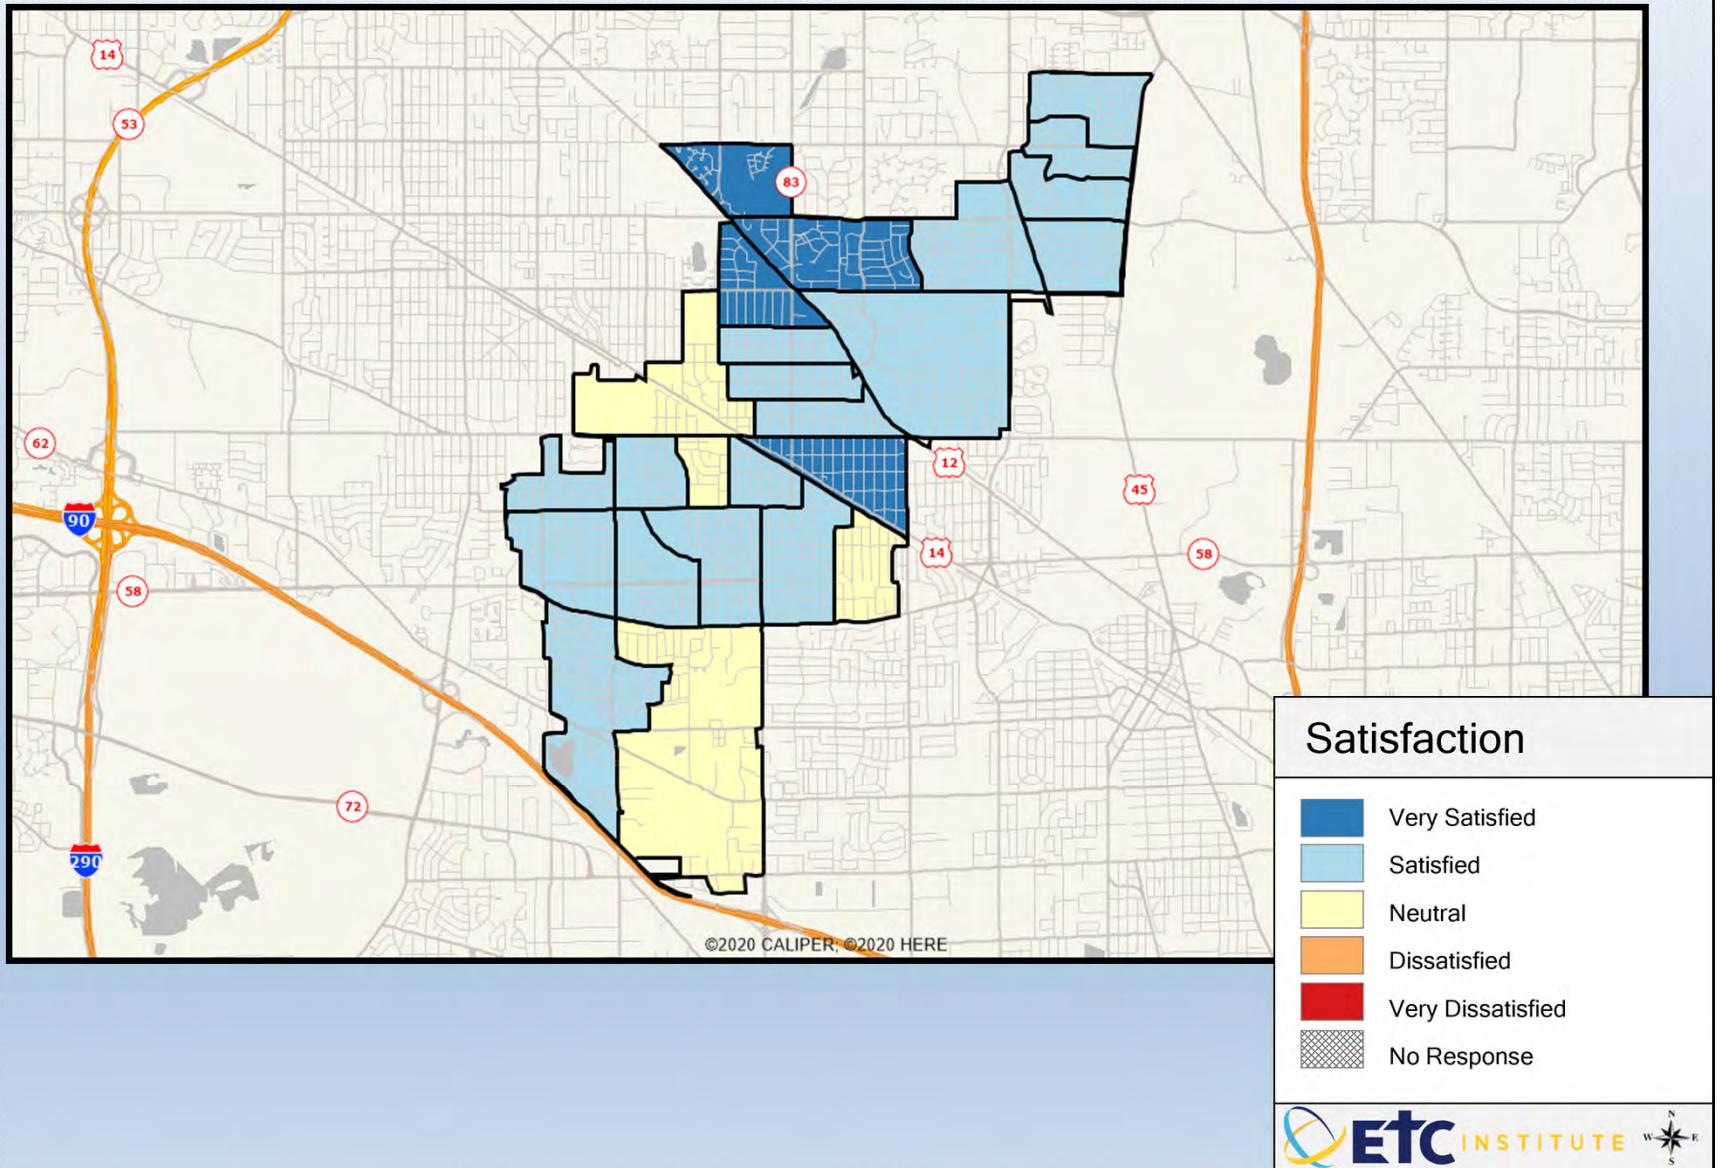 14
53
83
62
12
45
90
14
58
58
72
290
©2020 CALIPER; ©2020 HERE
Satisfaction
Very Satisfied
Satisfied
Neutral
Dissatisfied
Very Dissatisfied
No Response
ETC INSTITUTE
N
W E
S